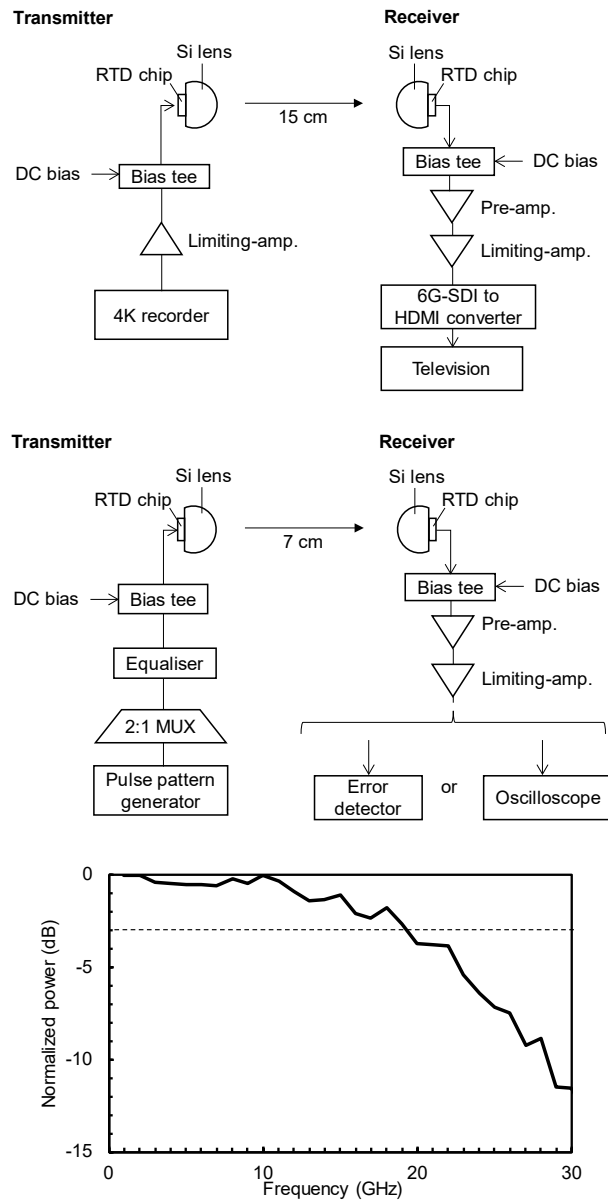 Transmitter
Receiver
Si lens
Si lens
RTD chip
RTD chip
15 cm
DC bias
Bias tee
Bias tee
DC bias
Pre-amp.
Limiting-amp.
Limiting-amp.
4K recorder
6G-SDI to
HDMI converter
Television
Transmitter
Receiver
Si lens
Si lens
RTD chip
RTD chip
7 cm
DC bias
Bias tee
Bias tee
DC bias
Pre-amp.
Equaliser
Limiting-amp.
2:1 MUX
Pulse pattern
generator
Error
detector
or
Oscilloscope
0
-5
-10
-15
Normalized power (dB)
0
10
20
30
Frequency (GHz)